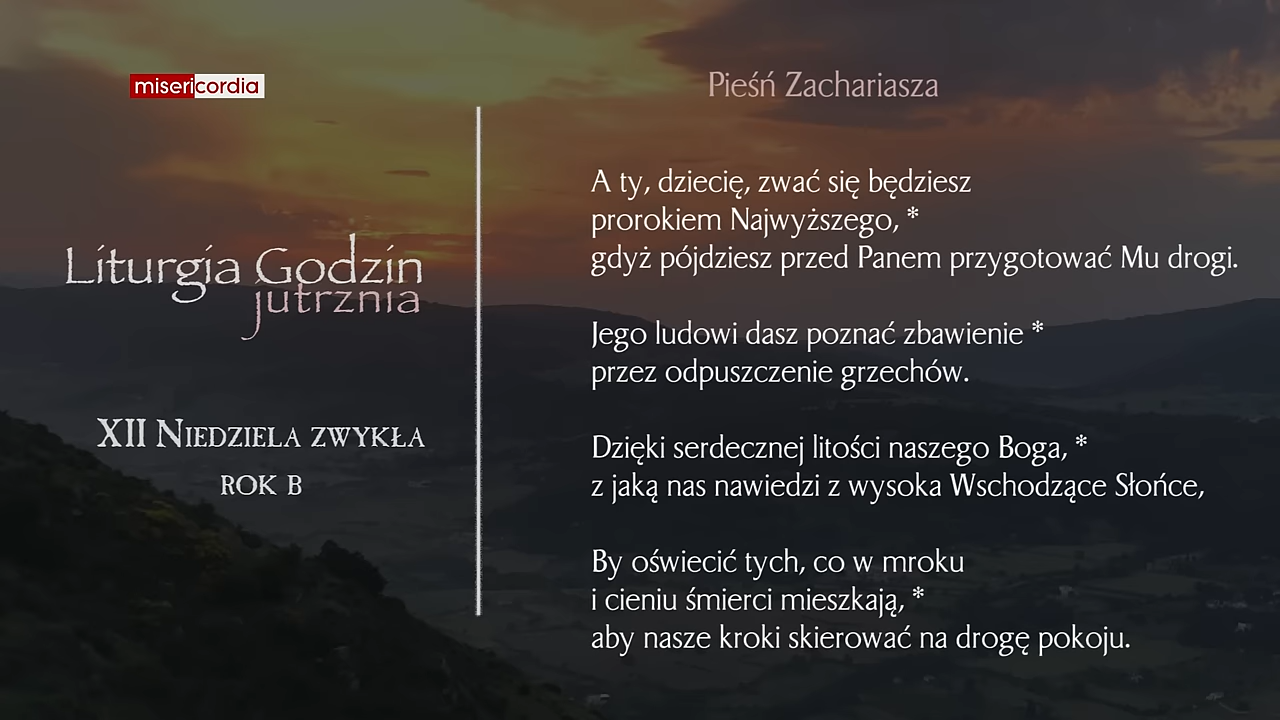 misericordia
Liturgia Godzin
jutrznia
XII Niedziela zwykła
rok B
Pieśń Zachariasza
A ty, dziecię, zwać się będziesz
prorokiem Najwyższego, *
gdyż pójdziesz przed Panem przygotować Mu drogi.
Jego ludowi dasz poznać zbawienie *
przez odpuszczenie grzechów.
Dzięki serdecznej litości naszego Boga, *
z jaką nas nawiedzi z wysoka Wschodzące Słońce,
By oświecić tych, co w mroku
i cieniu śmierci mieszkają, *
aby nasze kroki skierować na drogę pokoju.